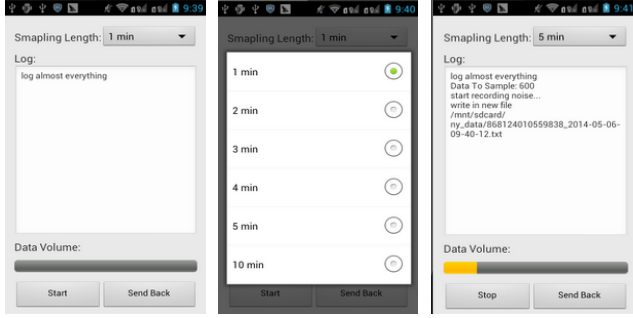 9:39
Smapling Length: 1 min
Log:
log almost everything
Data Volume:
Start Send Back
9:40
Smapling Length: 1 min
1 min
2 min
3 min
4 min
5 min
10 min
Start Send Back
9:41
Smapling Length: 5 min
Log:
log almost everything
Data To Sample: 600
start recording noise...
write in new file
/mnt/sdcard/
ny_data/868124010559838_2014-05-06-
09-40-12.txt
Data Volume:
Stop Send Back